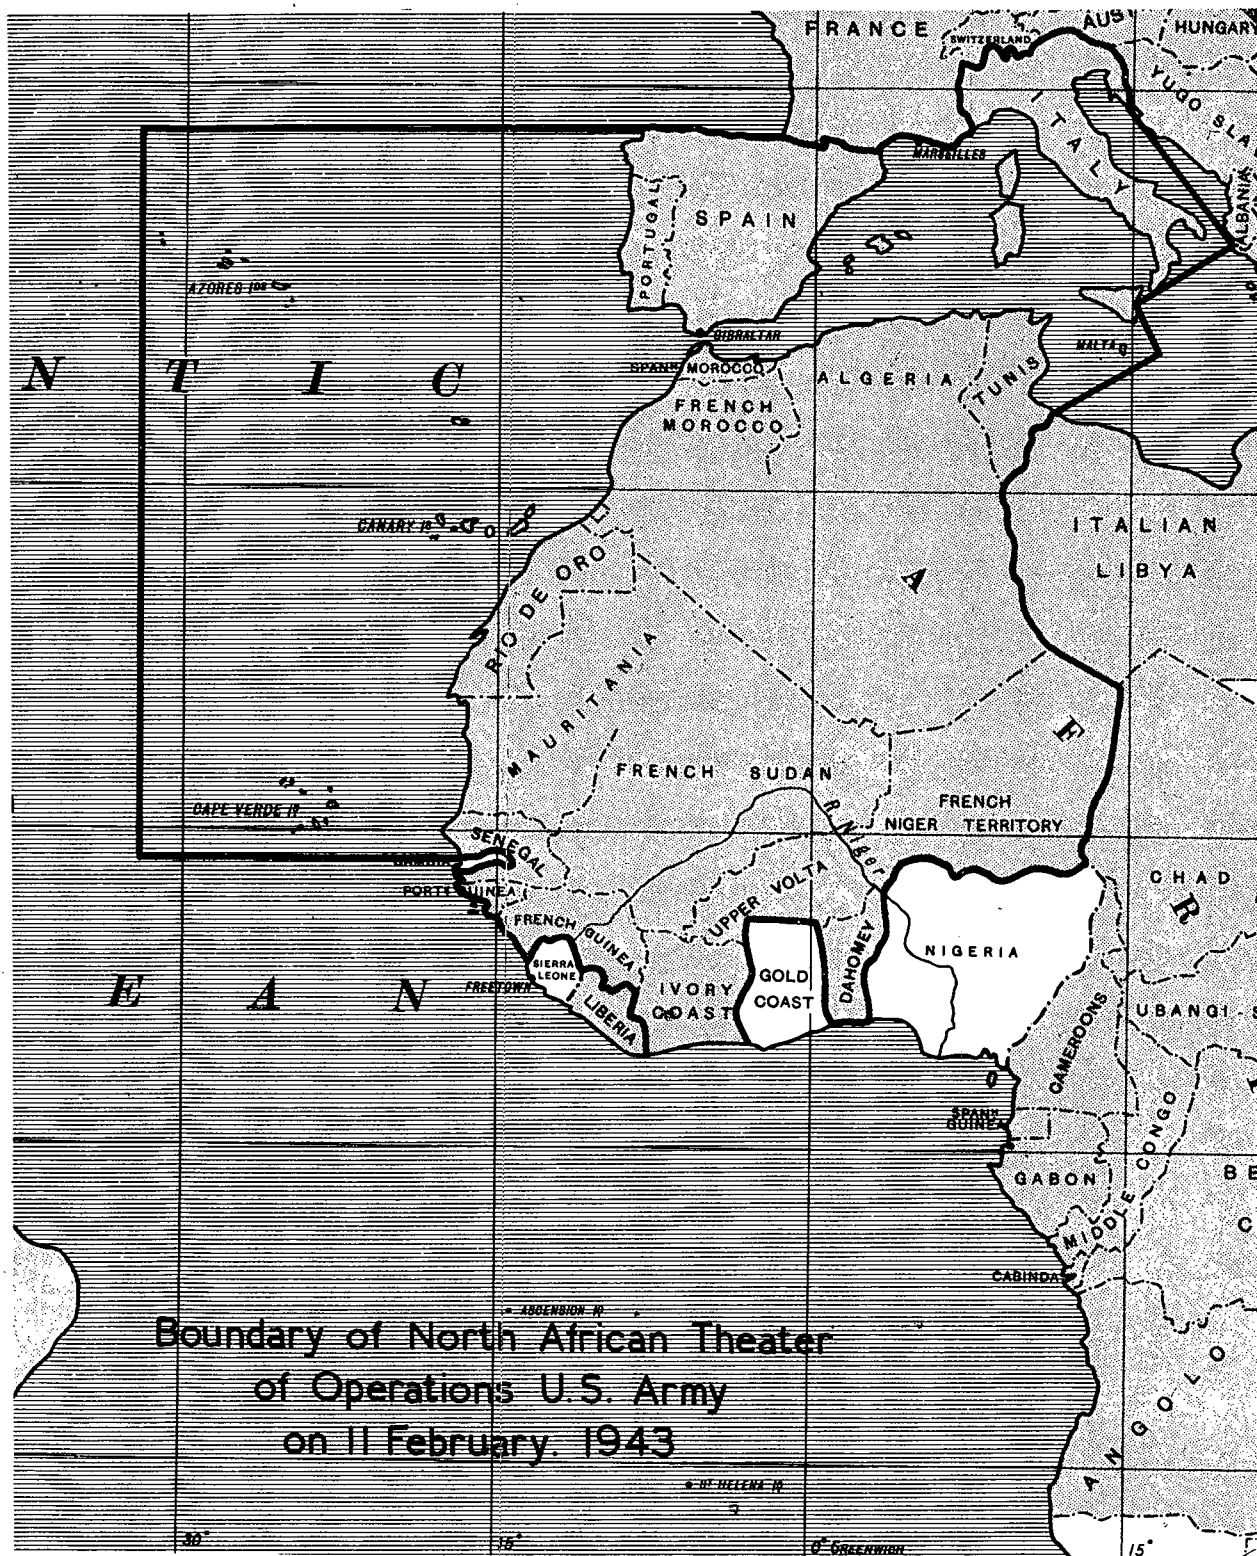 FRANCE
SWITZERLAND
AUS
HUNGARY
YUGO SLA
ITALY
MARSEILLES
ALBANIA
PORTUGAL
SPAIN
AZORES IDS
GIBRALTAR
MALTA
N T I C
SPAN. MOROCCO
ALGERIA
TUNIS
FRENCH
MOROCCO
CANARY IS
ITALIAN
LIBYA
RIO DE ORO
A
MAURITANIA
F
FRENCH SUDAN
R. Niger
FRENCH
NIGER TERRITORY
CAPE VERDE IS
SENEGAL
GAMBIA
PORT. GUINEA
UPPER VOLTA
CHAD
R
FRENCH GUINEA
DAHOMEY
NIGERIA
SIERRA
LEONE
GOLD
COAST
FREETOWN
IVORY
COAST
LIBERIA
E A N
CAMEROONS
UBANGI-S
SPAN.
GUINEA
GABON
MIDDLE CONGO
BE
C
CABINDA
ASCENSION IS
Boundary of North African Theater
of Operations U.S. Army
on 11 February. 1943
ANGOLO
ST HELENA IS
30°
15°
0° GREENWICH
15°